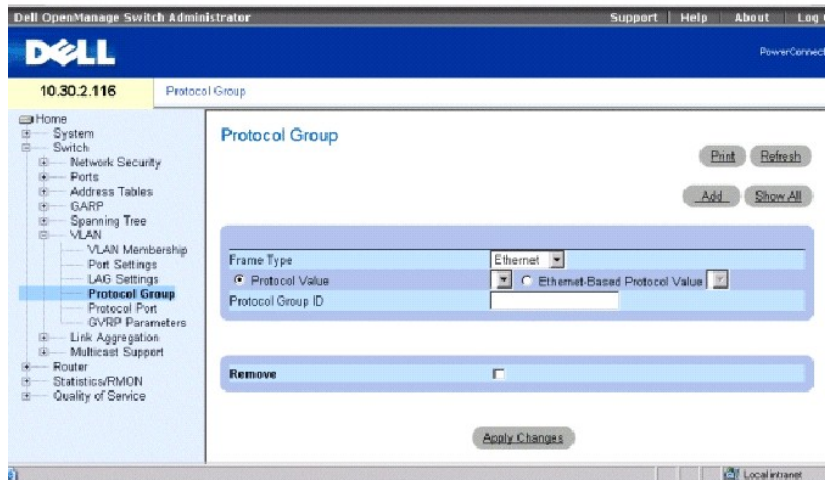 Dell OpenManage Switch Administrator
Support Help About Log
DELL
PowerConnect
10.30.2.116
Protocol Group
Home
System
Switch
Network Security
Ports
Address Tables
GARP
Spanning Tree
VLAN
VLAN Membership
Port Settings
LAG Settings
Protocol Group
Protocol Port
GVRP Parameters
Link Aggregation
Multicast Support
Router
Statistics/RMON
Quality of Service
Protocol Group
Print Refresh
Add Show All
Frame Type Ethernet
Protocol Value Ethernet-Based Protocol Value
Protocol Group ID
Remove
Apply Changes
Local intranet